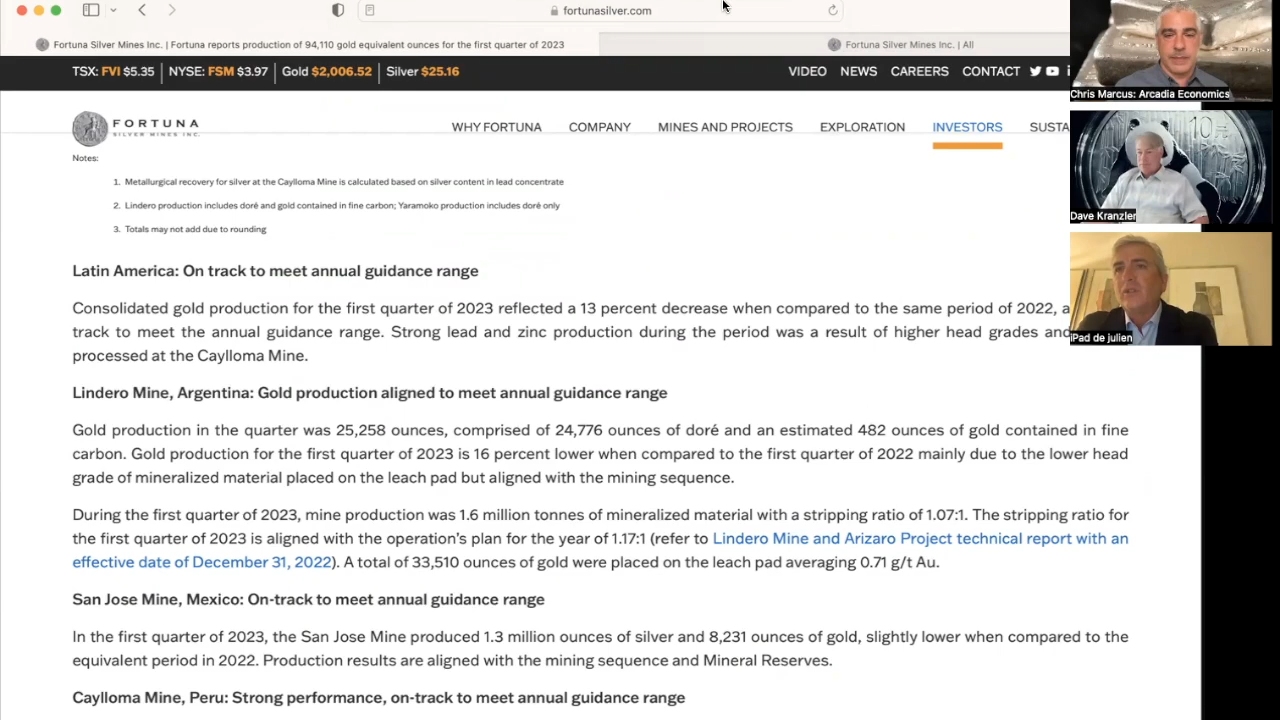 fortunasilver.com
Fortuna Silver Mines Inc. | Fortuna reports production of 94,110 gold equivalent ounces for the first quarter of 2023
Fortuna Silver Mines Inc. | All
TSX: FVI $5.35 NYSE: FSM $3.97 Gold $2,006.52 Silver $25.16
VIDEO NEWS CAREERS CONTACT
Chris Marcus: Arcadia Economics
FORTUNA
SILVER MINES INC.
WHY FORTUNA COMPANY MINES AND PROJECTS EXPLORATION INVESTORS SUSTA
Notes:
1. Metallurgical recovery for silver at the Caylloma Mine is calculated based on silver content in lead concentrate
2. Lindero production includes doré and gold contained in fine carbon; Yaramoko production includes doré only
3. Totals may not add due to rounding
Dave Kranzler
iPad de julien
Latin America: On track to meet annual guidance range
Consolidated gold production for the first quarter of 2023 reflected a 13 percent decrease when compared to the same period of 2022, a
track to meet the annual guidance range. Strong lead and zinc production during the period was a result of higher head grades and
processed at the Caylloma Mine.
Lindero Mine, Argentina: Gold production aligned to meet annual guidance range
Gold production in the quarter was 25,258 ounces, comprised of 24,776 ounces of doré and an estimated 482 ounces of gold contained in fine
carbon. Gold production for the first quarter of 2023 is 16 percent lower when compared to the first quarter of 2022 mainly due to the lower head
grade of mineralized material placed on the leach pad but aligned with the mining sequence.
During the first quarter of 2023, mine production was 1.6 million tonnes of mineralized material with a stripping ratio of 1.07:1. The stripping ratio for
the first quarter of 2023 is aligned with the operation's plan for the year of 1.17:1 (refer to Lindero Mine and Arizaro Project technical report with an
effective date of December 31, 2022). A total of 33,510 ounces of gold were placed on the leach pad averaging 0.71 g/t Au.
San Jose Mine, Mexico: On-track to meet annual guidance range
In the first quarter of 2023, the San Jose Mine produced 1.3 million ounces of silver and 8,231 ounces of gold, slightly lower when compared to the
equivalent period in 2022. Production results are aligned with the mining sequence and Mineral Reserves.
Caylloma Mine, Peru: Strong performance, on-track to meet annual guidance range